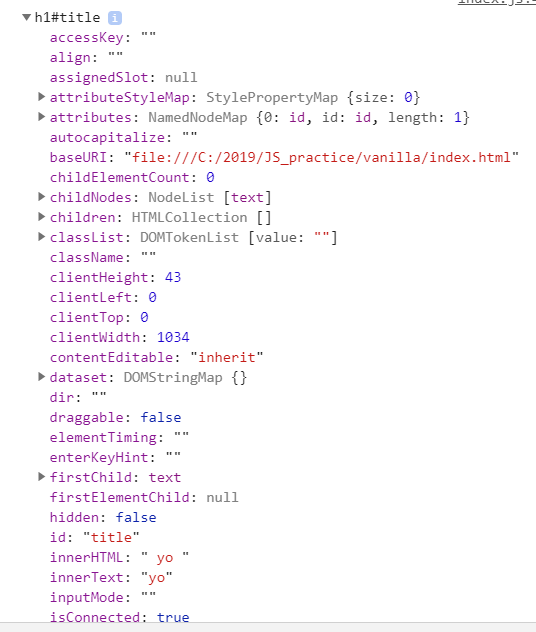 index.js:4
▼h1#title i
accessKey: ""
align: ""
assignedSlot: null
▶attributeStyleMap: StylePropertyMap {size: 0}
▶attributes: NamedNodeMap {0: id, id: id, length: 1}
autocapitalize: ""
baseURI: "file:///C:/2019/JS_practice/vanilla/index.html"
childElementCount: 0
▶childNodes: NodeList [text]
▶children: HTMLCollection []
▶classList: DOMTokenList [value: ""]
className: ""
clientHeight: 43
clientLeft: 0
clientTop: 0
clientWidth: 1034
contentEditable: "inherit"
▶dataset: DOMStringMap {}
dir: ""
draggable: false
elementTiming: ""
enterKeyHint: ""
▶firstChild: text
firstElementChild: null
hidden: false
id: "title"
innerHTML: " yo "
innerText: "yo"
inputMode: ""
isConnected: true